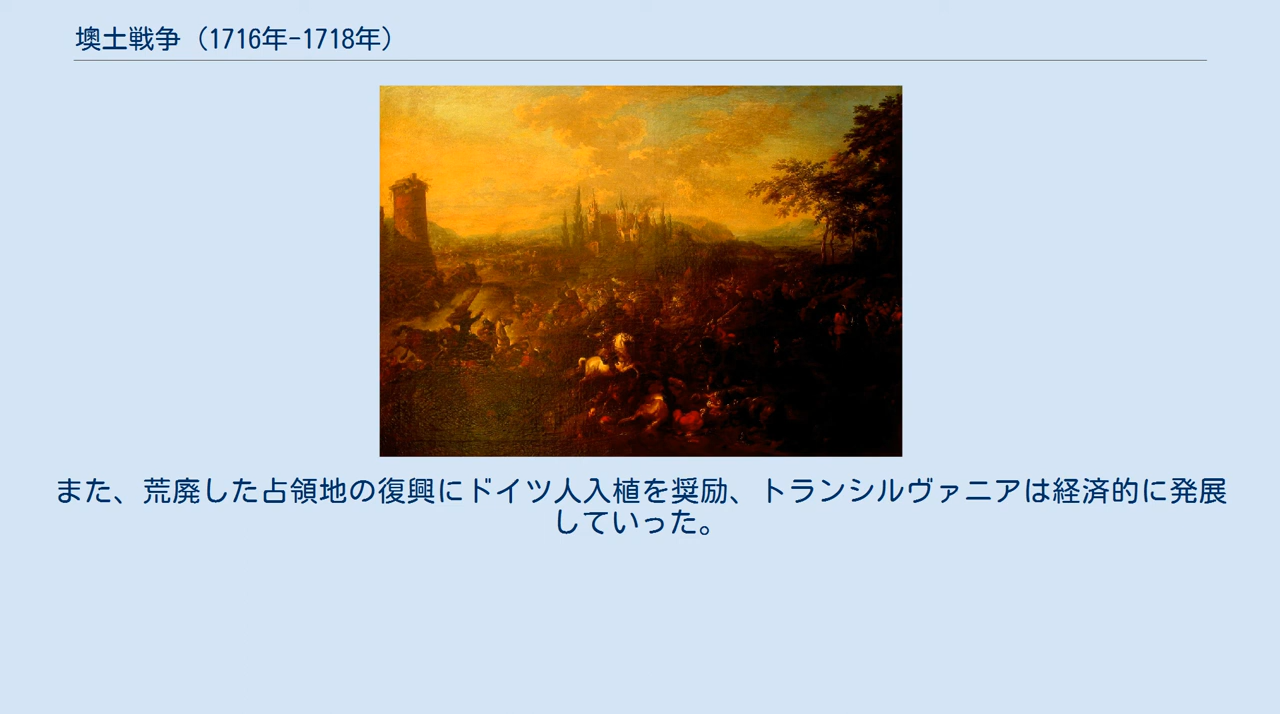 墺土戦争（1716年-1718年）
また、荒廃した占領地の復興にドイツ人入植を奨励、トランシルヴァニアは経済的に発展
していった。